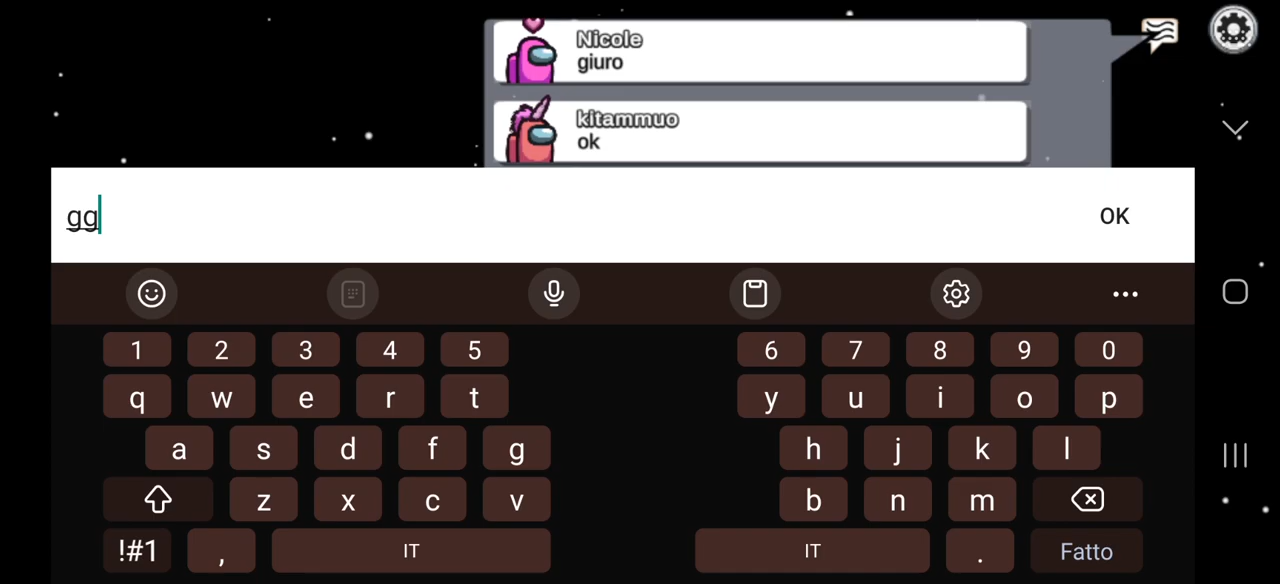 Nicole
giuro
kitammuo
ok
gg
OK
1 2 3 4 5 6 7 8 9 0
q w e r t y u i o p
a s d f g h j k l
z x c v b n m
!#1 , IT IT . Fatto